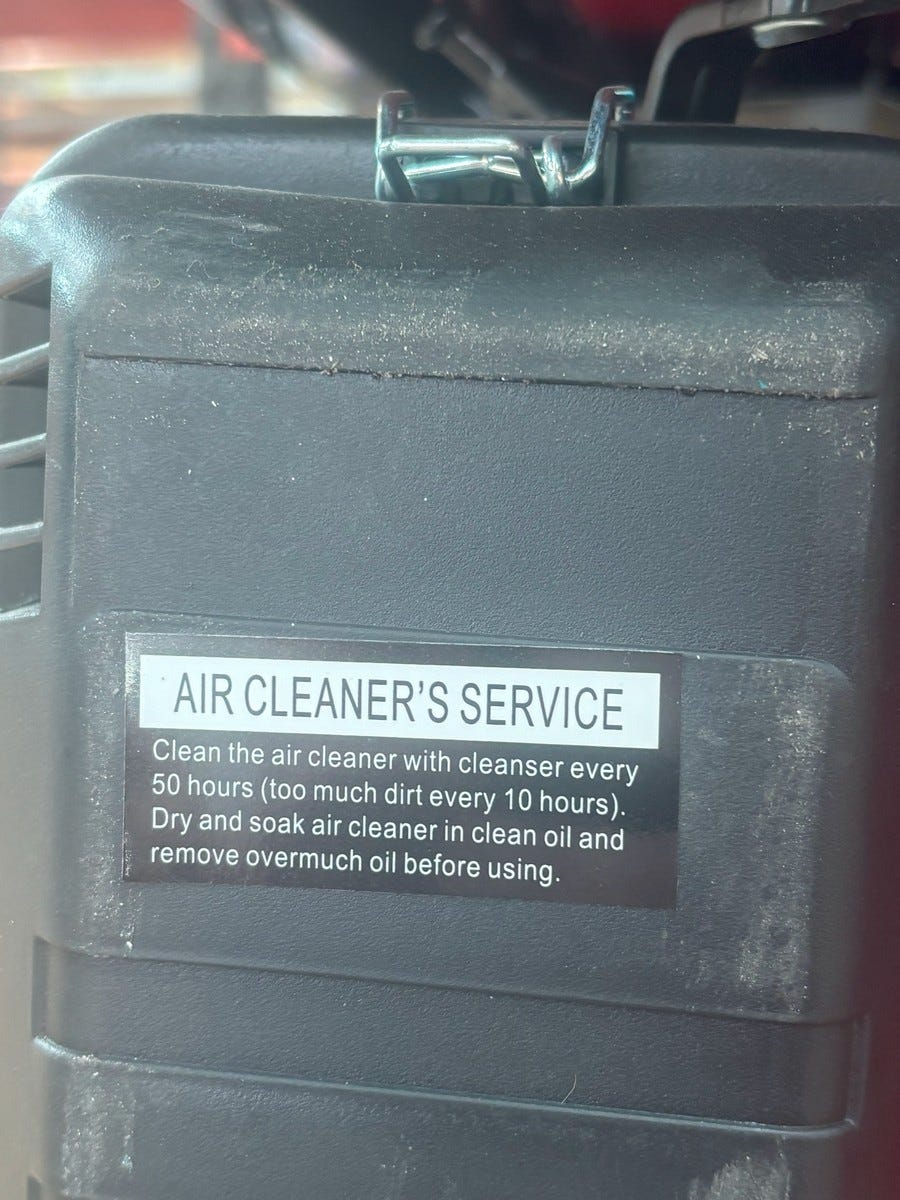 AIR CLEANER'S SERVICE
Clean the air cleaner with cleanser every
50 hours (too much dirt every 10 hours).
Dry and soak air cleaner in clean oil and
remove overmuch oil before using.